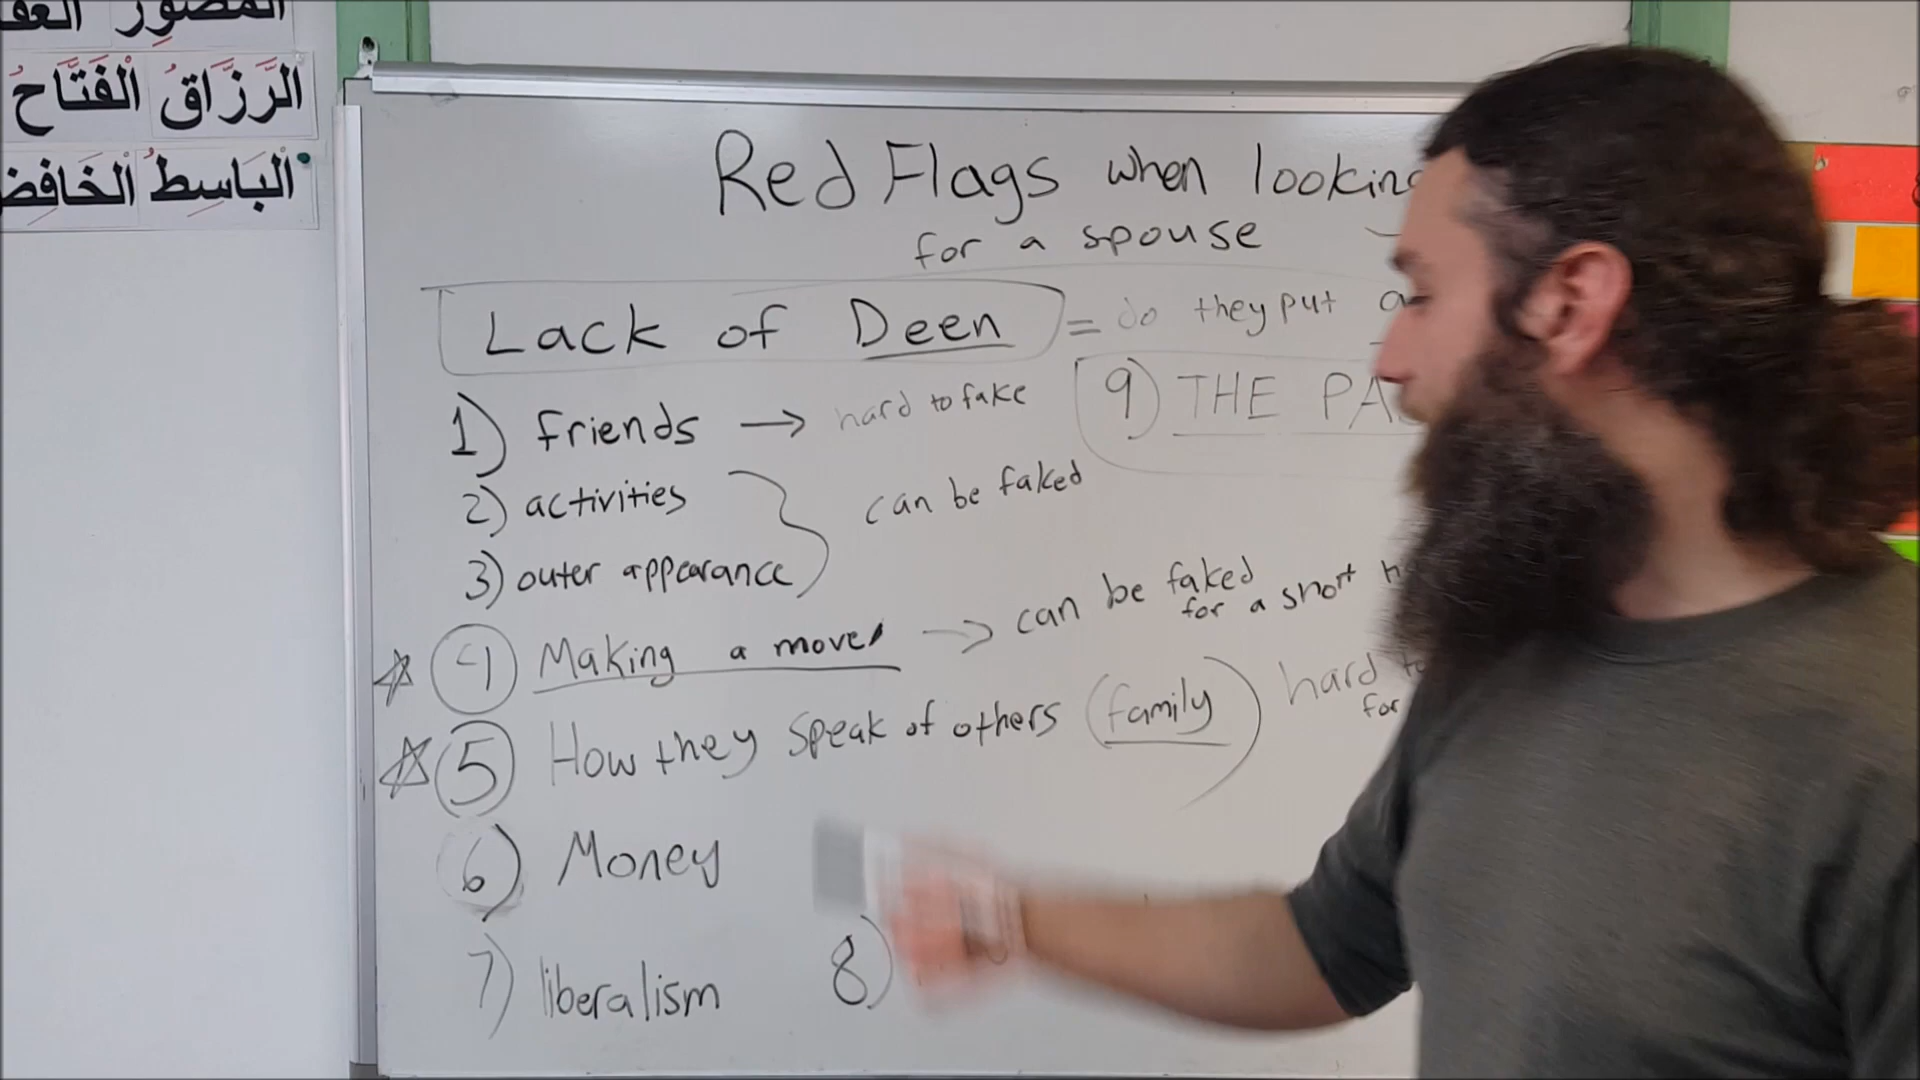 الرَّزَّاقُ الْفَتَّاحُ
الْبَاسِطُ الْخَافِضُ
Red Flags when looking
for a spouse
Lack of Deen = do they put
1) friends → hard to fake
9) THE
2) activities
can be faked
3) outer appearance
4) Making a move → can be faked
for a short
5) How they speak of others (family) hard to
for
6) Money
7) liberalism 8)